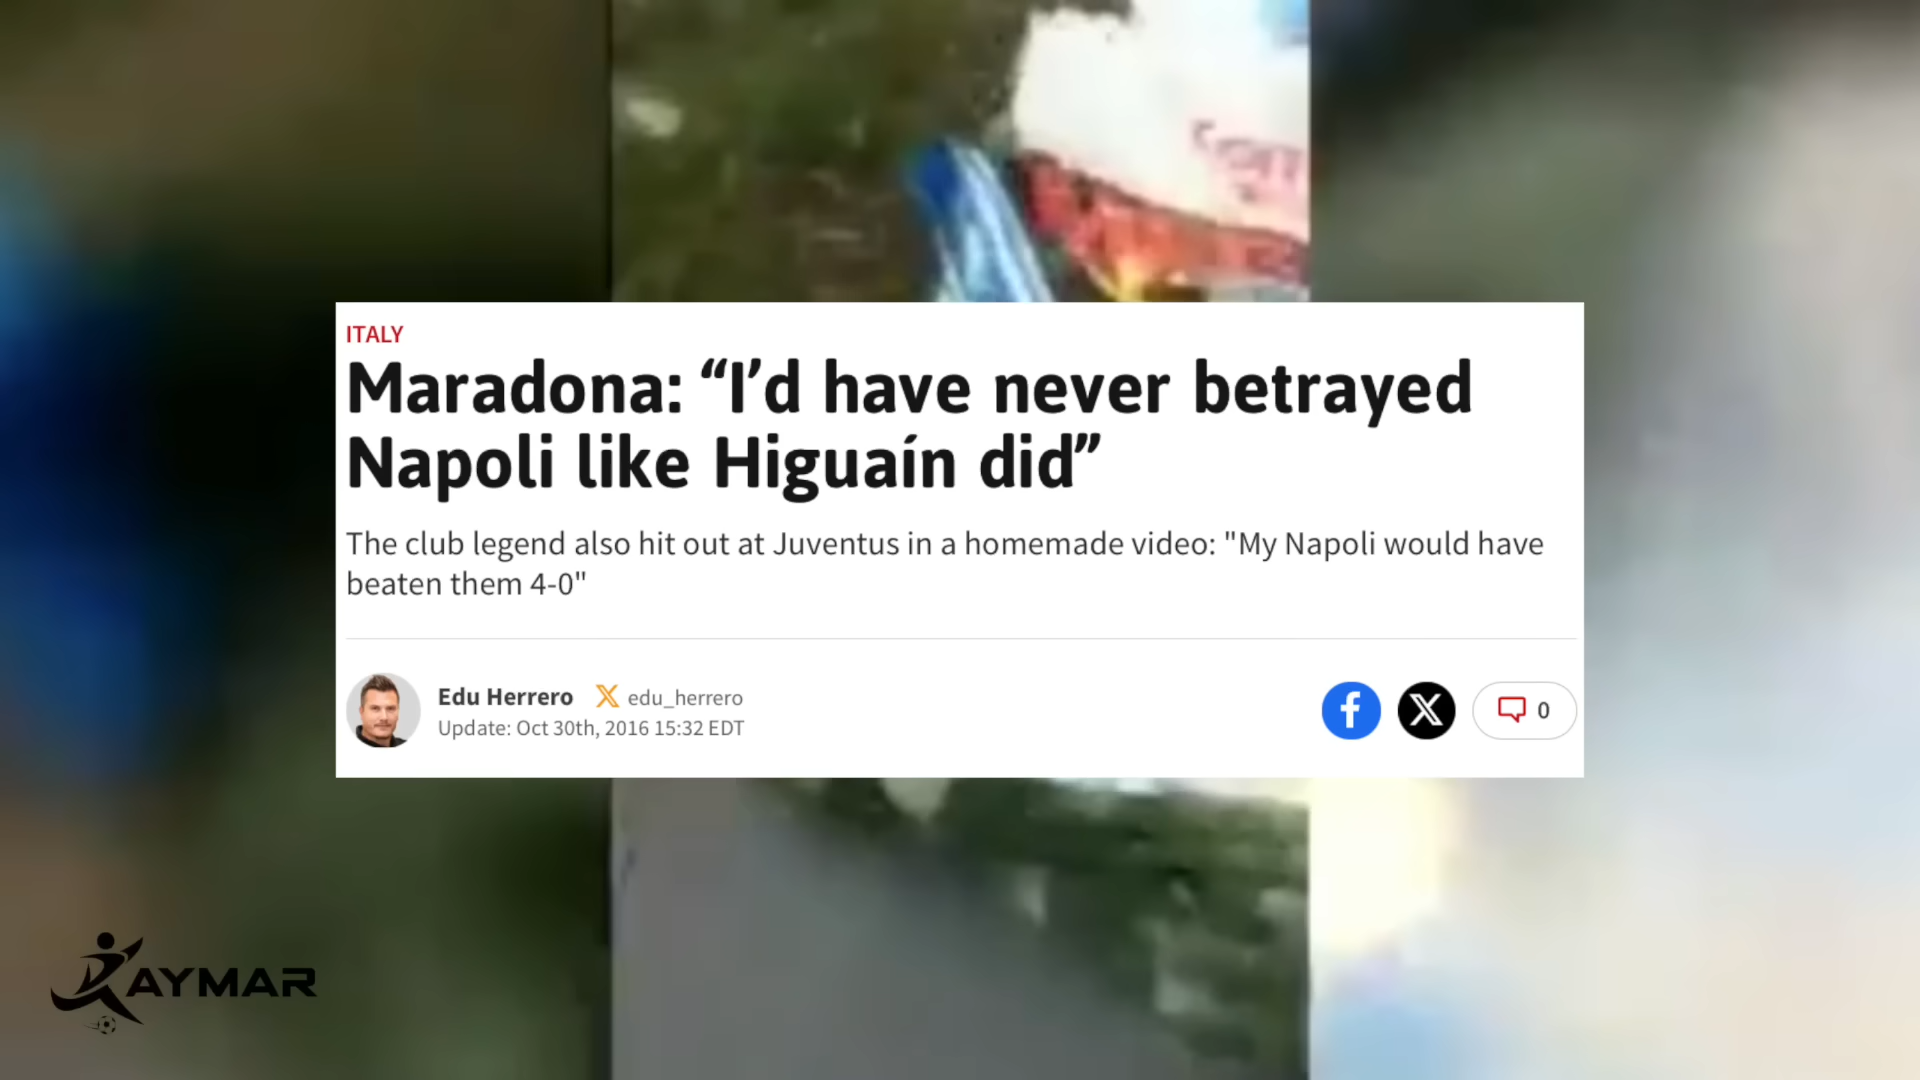 ITALY
Maradona: “I’d have never betrayed
Napoli like Higuaín did”
The club legend also hit out at Juventus in a homemade video: "My Napoli would have
beaten them 4-0"
Edu Herrero edu_herrero
Update: Oct 30th, 2016 15:32 EDT
0
KAYMAR